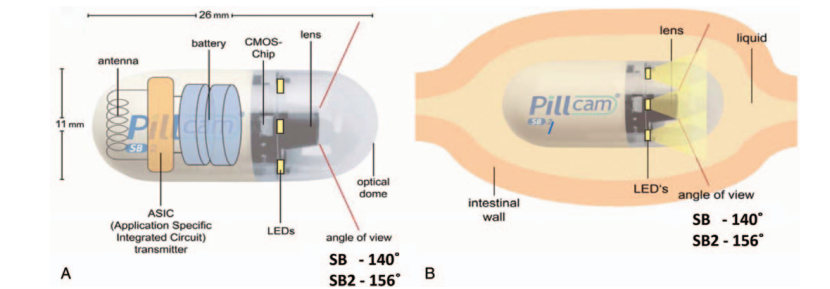 26 mm
antenna
battery
CMOS-
Chip
lens
11 mm
Pillcam
SB
optical
dome
ASIC
(Application Specific
Integrated Circuit)
transmitter
LEDs
angle of view
SB - 140°
SB2 - 156°
A
lens
liquid
Pillcam
SB
LED's
intestinal
wall
angle of view
SB - 140°
SB2 - 156°
B